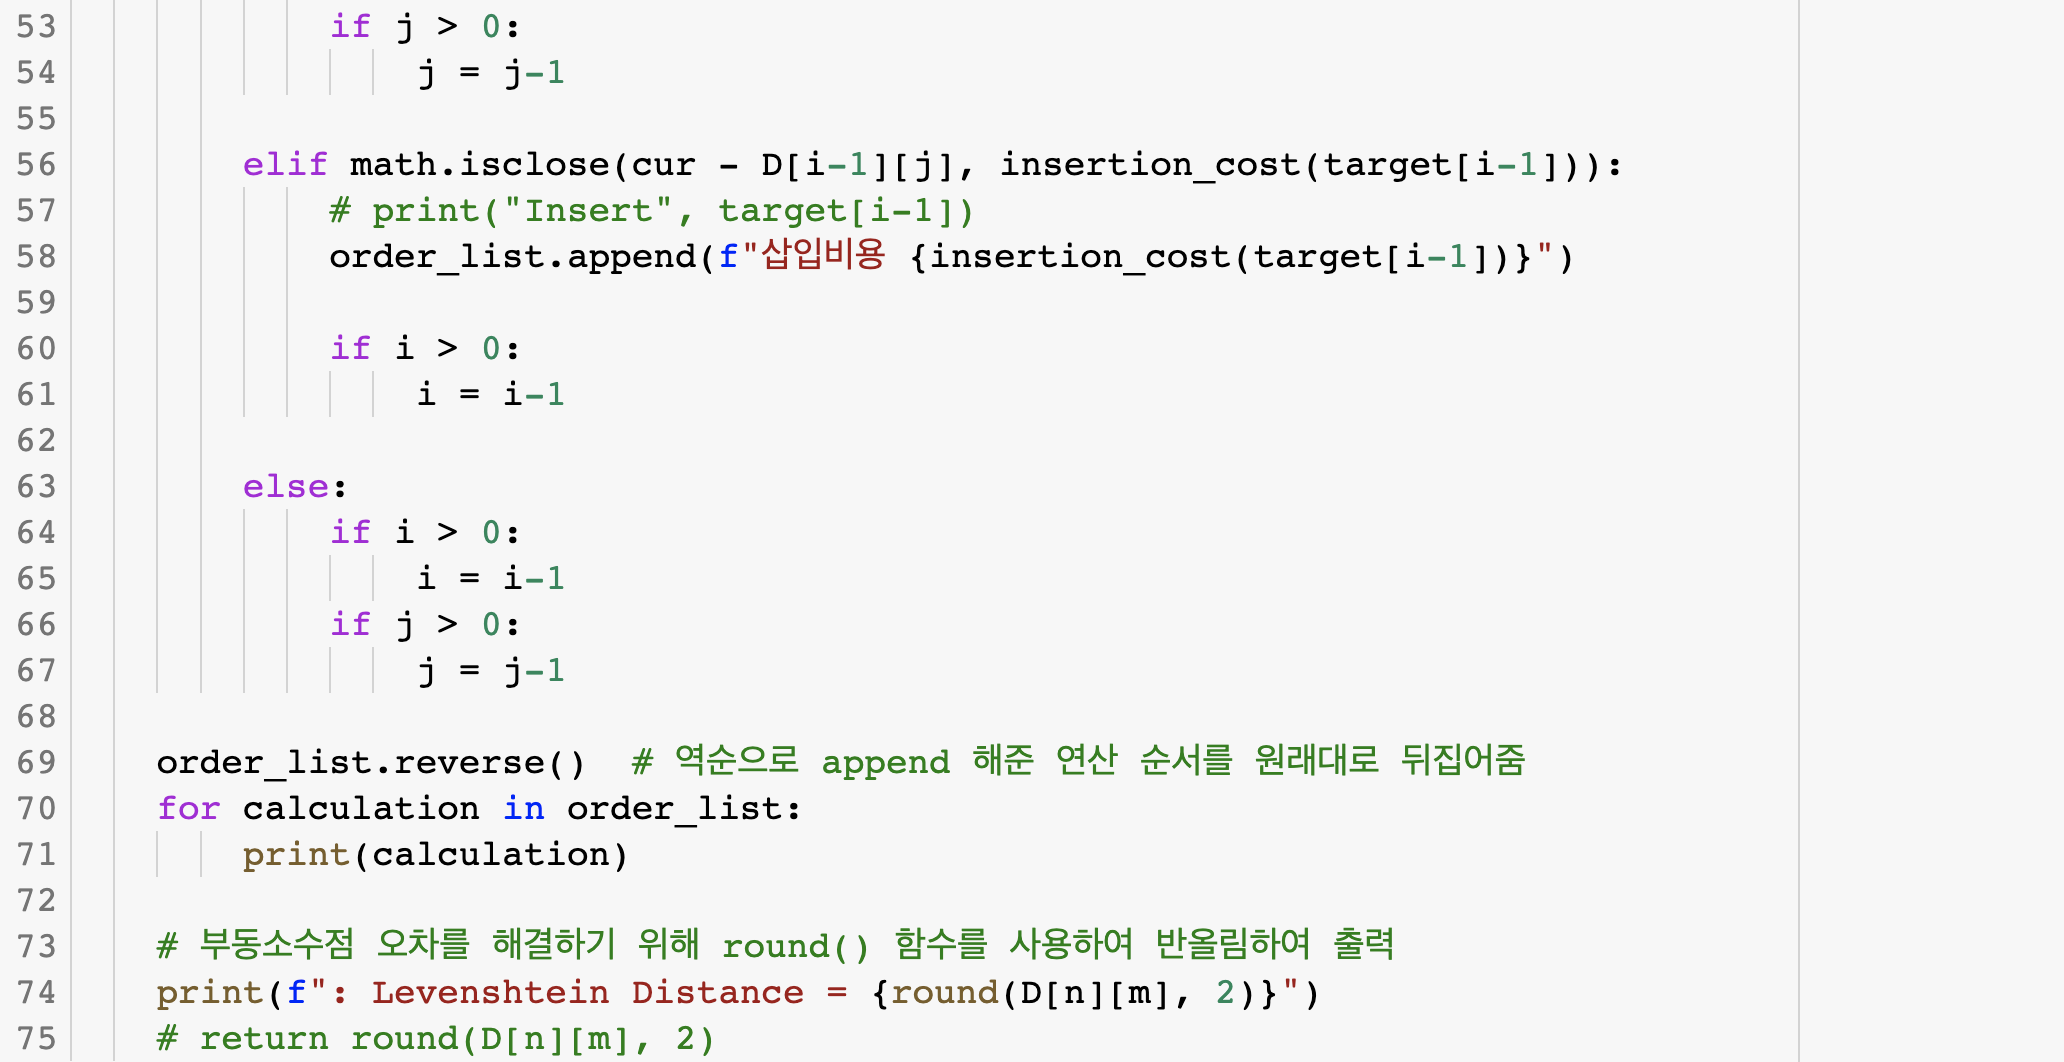 53 if j > 0:
54 j = j-1
55
56 elif math.isclose(cur - D[i-1][j], insertion_cost(target[i-1])):
57 # print("Insert", target[i-1])
58 order_list.append(f"삽입비용 {insertion_cost(target[i-1])}")
59
60 if i > 0:
61 i = i-1
62
63 else:
64 if i > 0:
65 i = i-1
66 if j > 0:
67 j = j-1
68
69 order_list.reverse()  # 역순으로 append 해준 연산 순서를 원래대로 뒤집어줌
70 for calculation in order_list:
71 print(calculation)
72
73 # 부동소수점 오차를 해결하기 위해 round() 함수를 사용하여 반올림하여 출력
74 print(f": Levenshtein Distance = {round(D[n][m], 2)}")
75 # return round(D[n][m], 2)